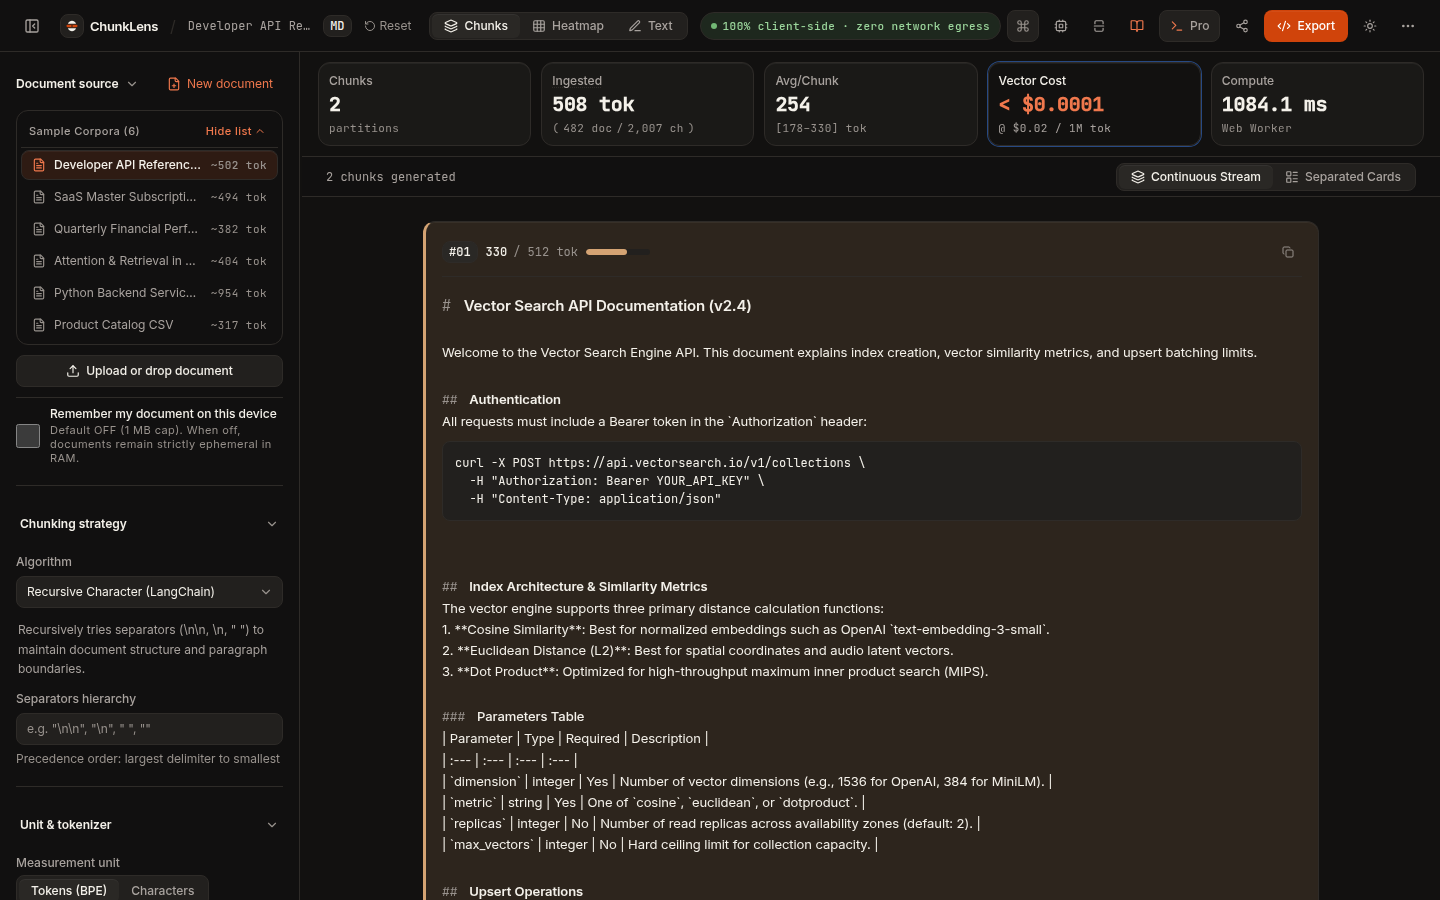 ChunkLens / Developer API Re… MD Reset Chunks Heatmap Text 100% client-side · zero network egress Pro Export
Document source New document
Sample Corpora (6) Hide list
Developer API Referenc... ~502 tok
SaaS Master Subscripti... ~494 tok
Quarterly Financial Perf... ~382 tok
Attention & Retrieval in ... ~404 tok
Python Backend Servic... ~954 tok
Product Catalog CSV ~317 tok
Upload or drop document
Remember my document on this device
Default OFF (1 MB cap). When off,
documents remain strictly ephemeral in
RAM.
Chunking strategy
Algorithm
Recursive Character (LangChain)
Recursively tries separators (\n\n, \n, " ") to
maintain document structure and paragraph
boundaries.
Separators hierarchy
e.g. "\n\n", "\n", " ", ""
Precedence order: largest delimiter to smallest
Unit & tokenizer
Measurement unit
Tokens (BPE) Characters
Chunks
2
partitions
Ingested
508 tok
( 482 doc / 2,007 ch )
Avg/Chunk
254
[178–330] tok
Vector Cost
< $0.0001
@ $0.02 / 1M tok
Compute
1084.1 ms
Web Worker
2 chunks generated Continuous Stream Separated Cards
#01 330 / 512 tok
# Vector Search API Documentation (v2.4)
Welcome to the Vector Search Engine API. This document explains index creation, vector similarity metrics, and upsert batching limits.
## Authentication
All requests must include a Bearer token in the `Authorization` header:
curl -X POST https://api.vectorsearch.io/v1/collections \
-H "Authorization: Bearer YOUR_API_KEY" \
-H "Content-Type: application/json"
## Index Architecture & Similarity Metrics
The vector engine supports three primary distance calculation functions:
1. **Cosine Similarity**: Best for normalized embeddings such as OpenAI `text-embedding-3-small`.
2. **Euclidean Distance (L2)**: Best for spatial coordinates and audio latent vectors.
3. **Dot Product**: Optimized for high-throughput maximum inner product search (MIPS).
### Parameters Table
| Parameter | Type | Required | Description |
| :--- | :--- | :--- | :--- |
| `dimension` | integer | Yes | Number of vector dimensions (e.g., 1536 for OpenAI, 384 for MiniLM). |
| `metric` | string | Yes | One of `cosine`, `euclidean`, or `dotproduct`. |
| `replicas` | integer | No | Number of read replicas across availability zones (default: 2). |
| `max_vectors` | integer | No | Hard ceiling limit for collection capacity. |
## Upsert Operations